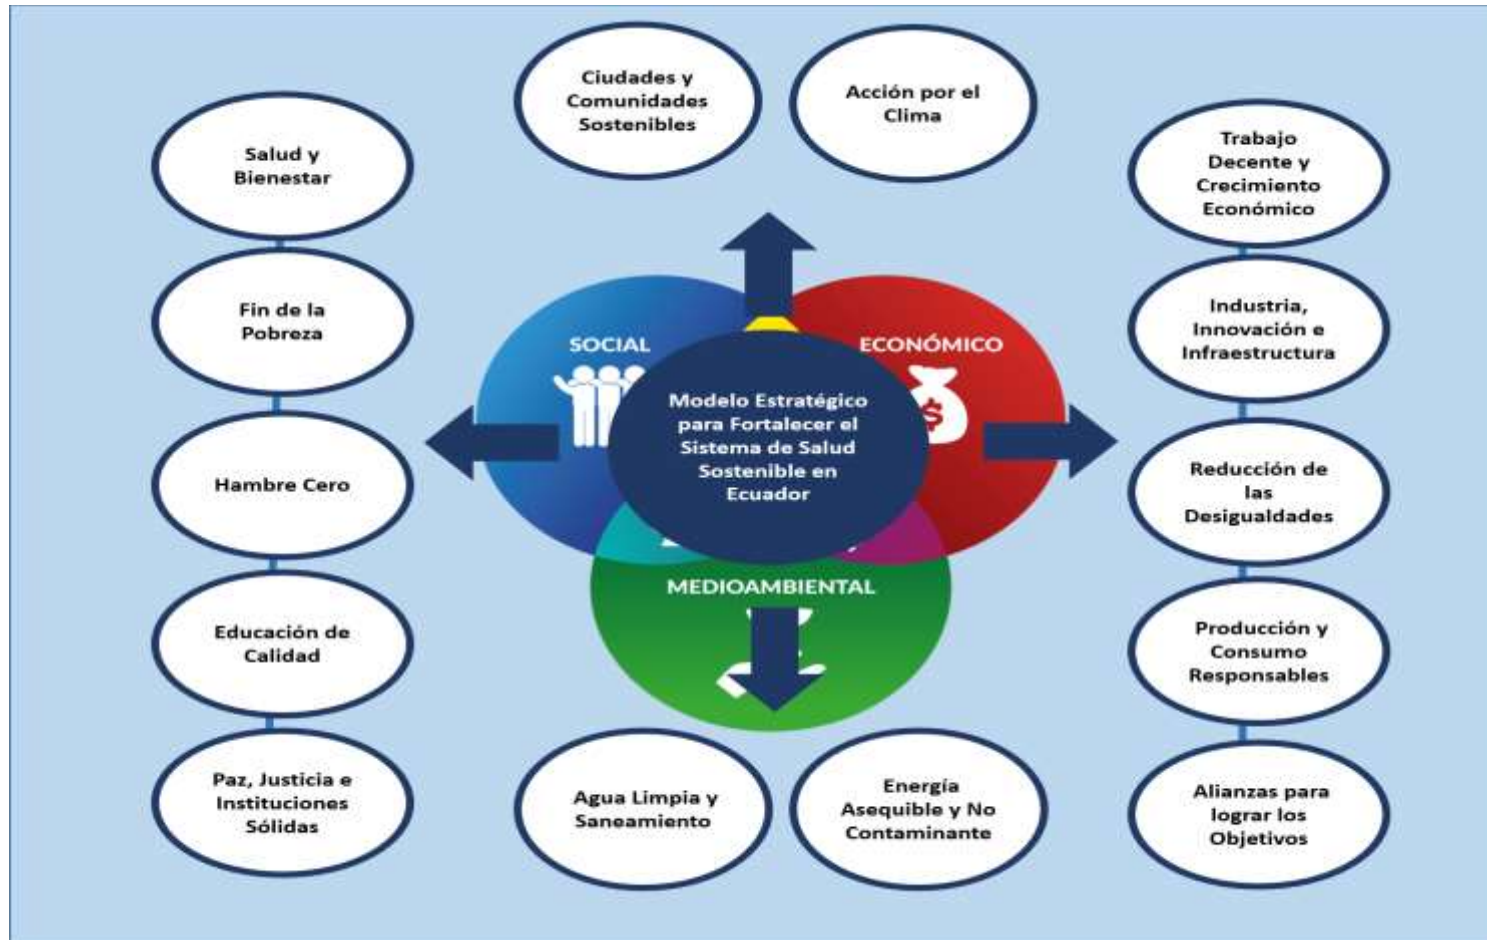 Ciudades y
Comunidades
Sostenibles
Acción por el
Clima
Salud y
Bienestar
Fin de la
Pobreza
Hambre Cero
Educación de
Calidad
Paz, Justicia e
Instituciones
Sólidas
SOCIAL
ECONÓMICO
$
Modelo Estratégico
para Fortalecer el
Sistema de Salud
Sostenible en
Ecuador
MEDIOAMBIENTAL
Trabajo
Decente y
Crecimiento
Económico
Industria,
Innovación e
Infraestructura
Reducción de
las
Desigualdades
Producción y
Consumo
Responsables
Alianzas para
lograr los
Objetivos
Agua Limpia y
Saneamiento
Energía
Asequible y No
Contaminante